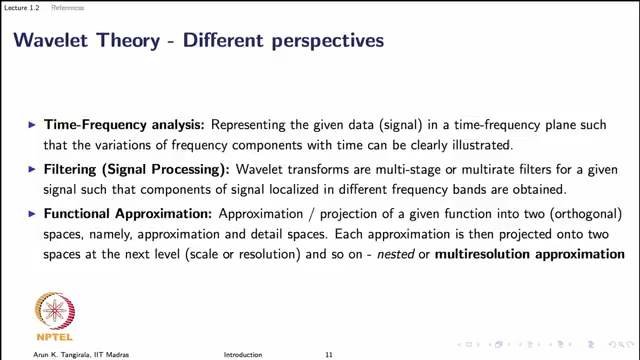 Lecture 1.2 References
Wavelet Theory - Different perspectives
Time-Frequency analysis: Representing the given data (signal) in a time-frequency plane such
that the variations of frequency components with time can be clearly illustrated.
Filtering (Signal Processing): Wavelet transforms are multi-stage or multirate filters for a given
signal such that components of signal localized in different frequency bands are obtained.
Functional Approximation: Approximation / projection of a given function into two (orthogonal)
spaces, namely, approximation and detail spaces. Each approximation is then projected onto two
spaces at the next level (scale or resolution) and so on - nested or multiresolution approximation
NPTEL
Arun K. Tangirala, IIT Madras Introduction 11